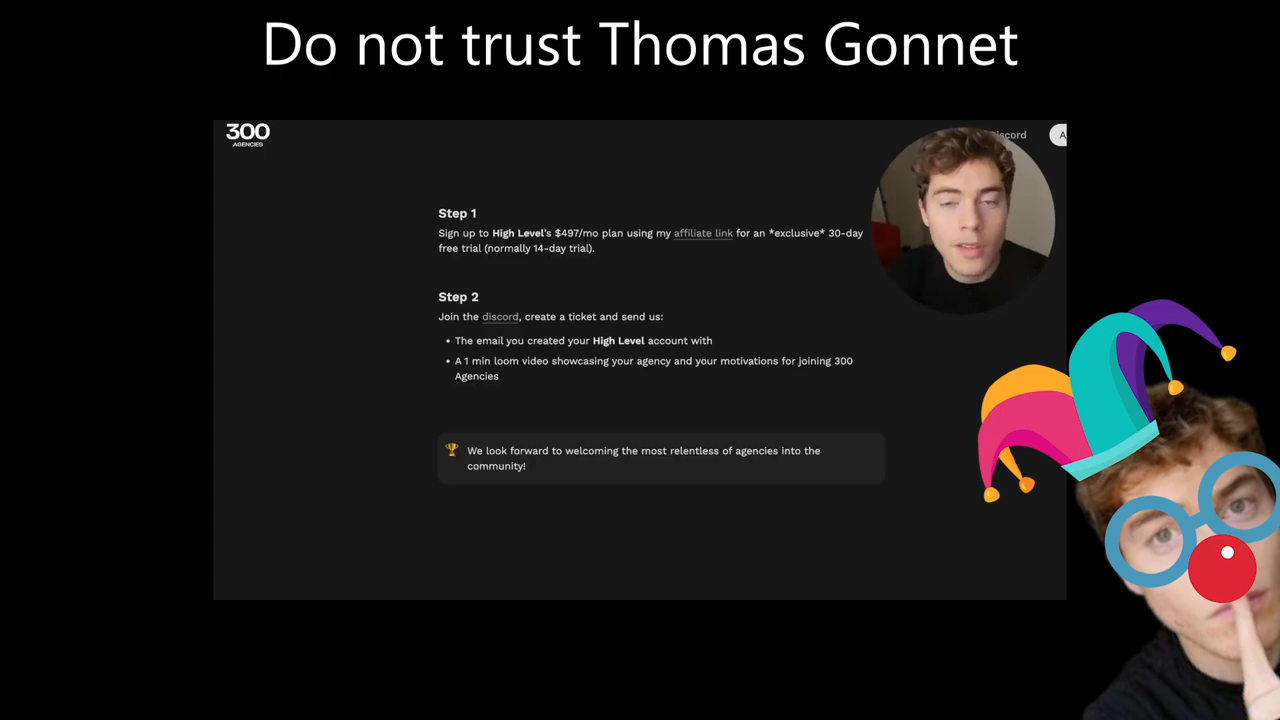 Do not trust Thomas Gonnet
300
AGENCIES
Discord
A
Step 1
Sign up to High Level's $497/mo plan using my affiliate link for an *exclusive* 30-day
free trial (normally 14-day trial).
Step 2
Join the discord, create a ticket and send us:
• The email you created your High Level account with
• A 1 min loom video showcasing your agency and your motivations for joining 300
Agencies
We look forward to welcoming the most relentless of agencies into the
community!